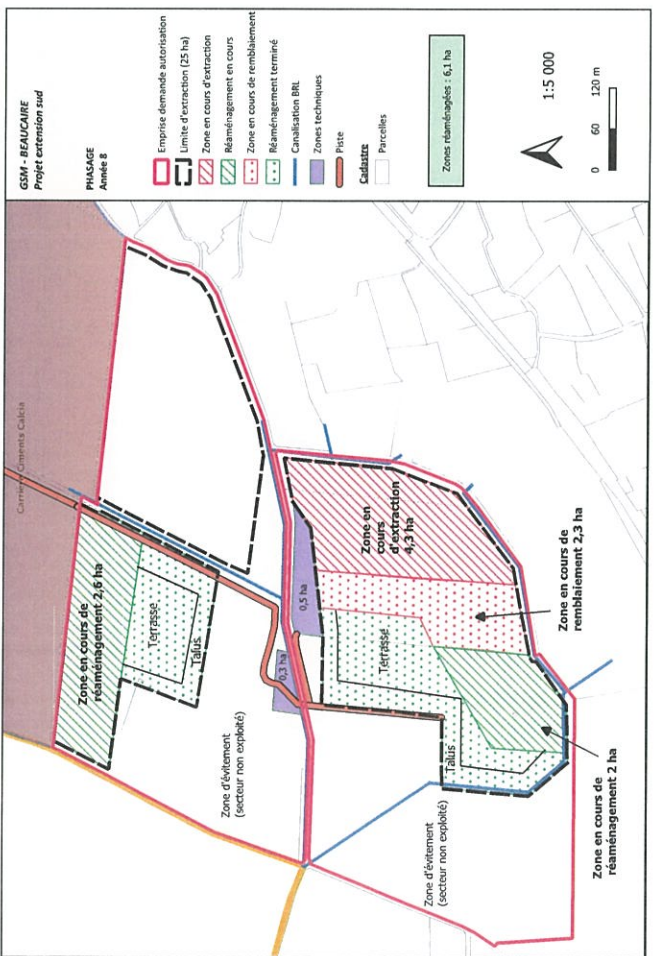 GSM - BEAUCAIRE
Projet extension sud
PHASAGE
Année 8
Emprise demande autorisation
Limite d'extraction (25 ha)
Zone en cours d'extraction
Réaménagement en cours
Zone en cours de remblaiement
Réaménagement terminé
Canalisation BRL
Zones techniques
Piste
Cadastre
Parcelles
Zones réaménagées : 6,1 ha
1:5 000
0 60 120 m
Carrière Ciments Calcia
Zone en cours de
réaménagement 2,6 ha
Terrasse
Talus
Zone d'évitement
(secteur non exploité)
0,3 ha
0,5 ha
Zone en
cours
d'extraction
4,3 ha
Terrasse
Talus
Zone d'évitement
(secteur non exploité)
Zone en cours de
remblaiement 2,3 ha
Zone en cours de
réaménagement 2 ha